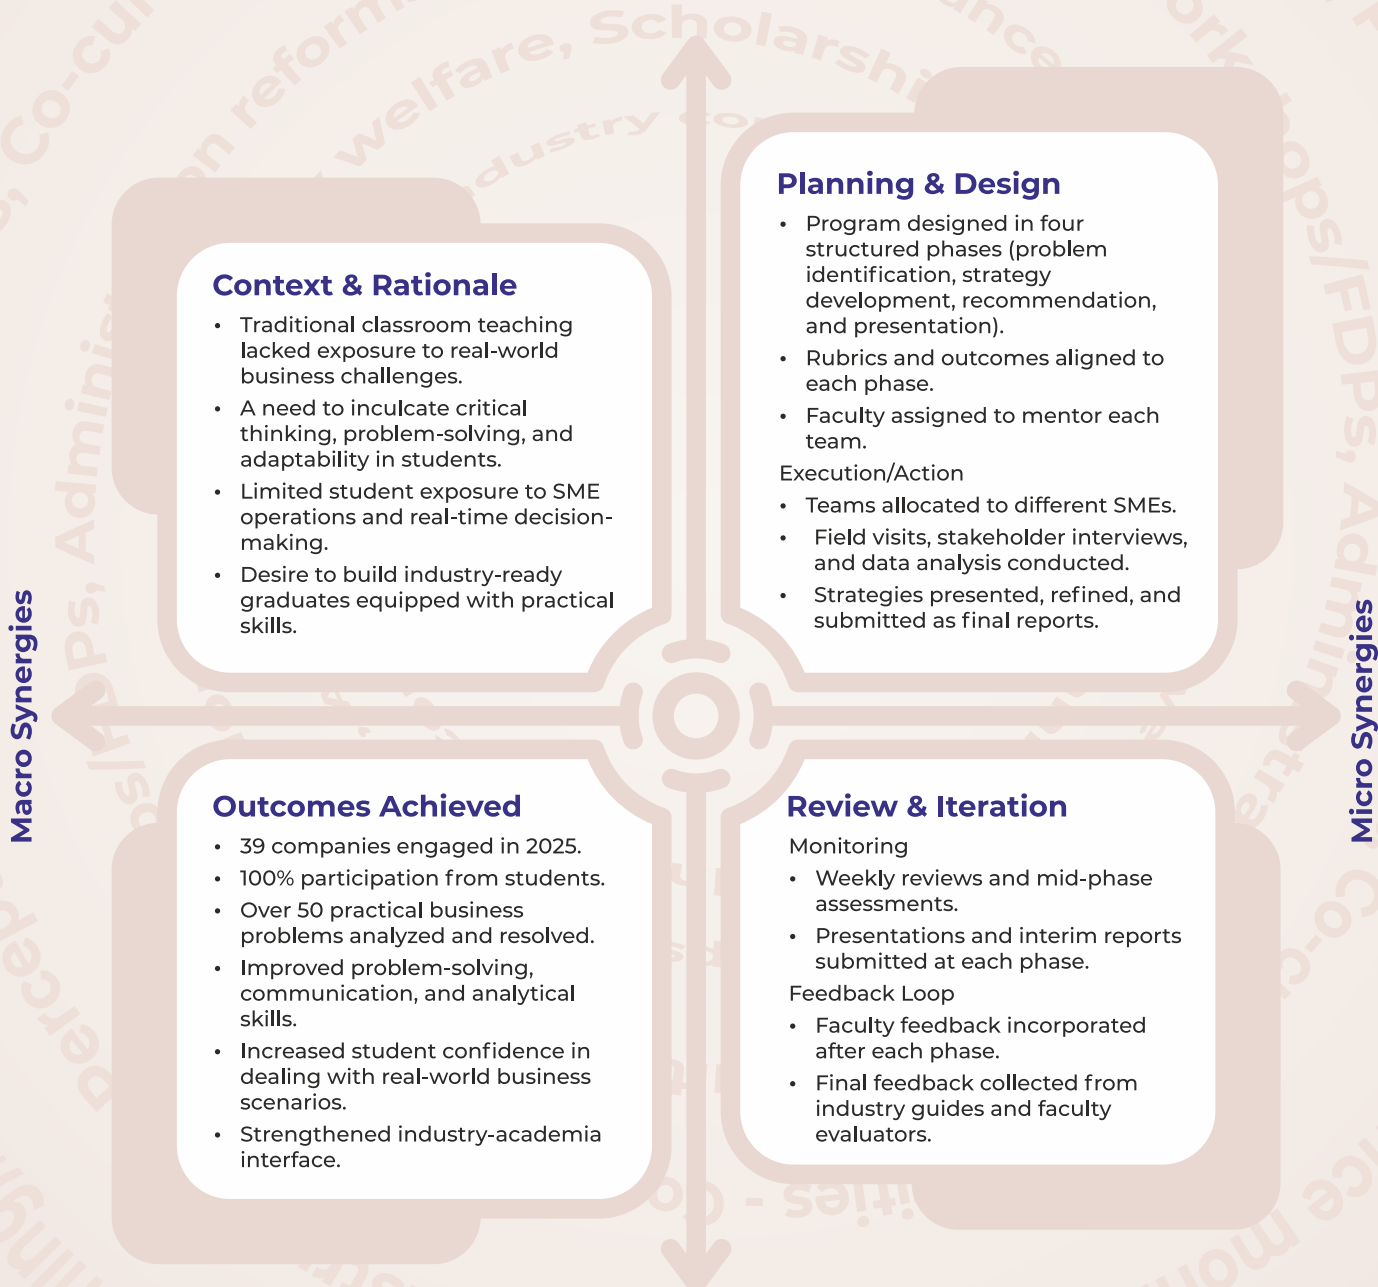 Context & Rationale
• Traditional classroom teaching
lacked exposure to real-world
business challenges.
• A need to inculcate critical
thinking, problem-solving, and
adaptability in students.
• Limited student exposure to SME
operations and real-time decision-
making.
• Desire to build industry-ready
graduates equipped with practical
skills.
Planning & Design
• Program designed in four
structured phases (problem
identification, strategy
development, recommendation,
and presentation).
• Rubrics and outcomes aligned to
each phase.
• Faculty assigned to mentor each
team.
Execution/Action
• Teams allocated to different SMEs.
• Field visits, stakeholder interviews,
and data analysis conducted.
• Strategies presented, refined, and
submitted as final reports.
Macro Synergies
Micro Synergies
Outcomes Achieved
• 39 companies engaged in 2025.
• 100% participation from students.
• Over 50 practical business
problems analyzed and resolved.
• Improved problem-solving,
communication, and analytical
skills.
• Increased student confidence in
dealing with real-world business
scenarios.
• Strengthened industry-academia
interface.
Review & Iteration
Monitoring
• Weekly reviews and mid-phase
assessments.
• Presentations and interim reports
submitted at each phase.
Feedback Loop
• Faculty feedback incorporated
after each phase.
• Final feedback collected from
industry guides and faculty
evaluators.